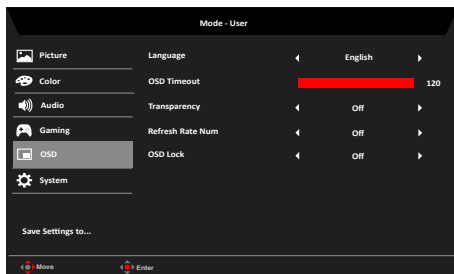 Mode - User
Picture
Language
English
Color
OSD Timeout
120
Audio
Transparency
Off
Gaming
Refresh Rate Num
Off
OSD
OSD Lock
Off
System
Save Settings to...
Move
Enter